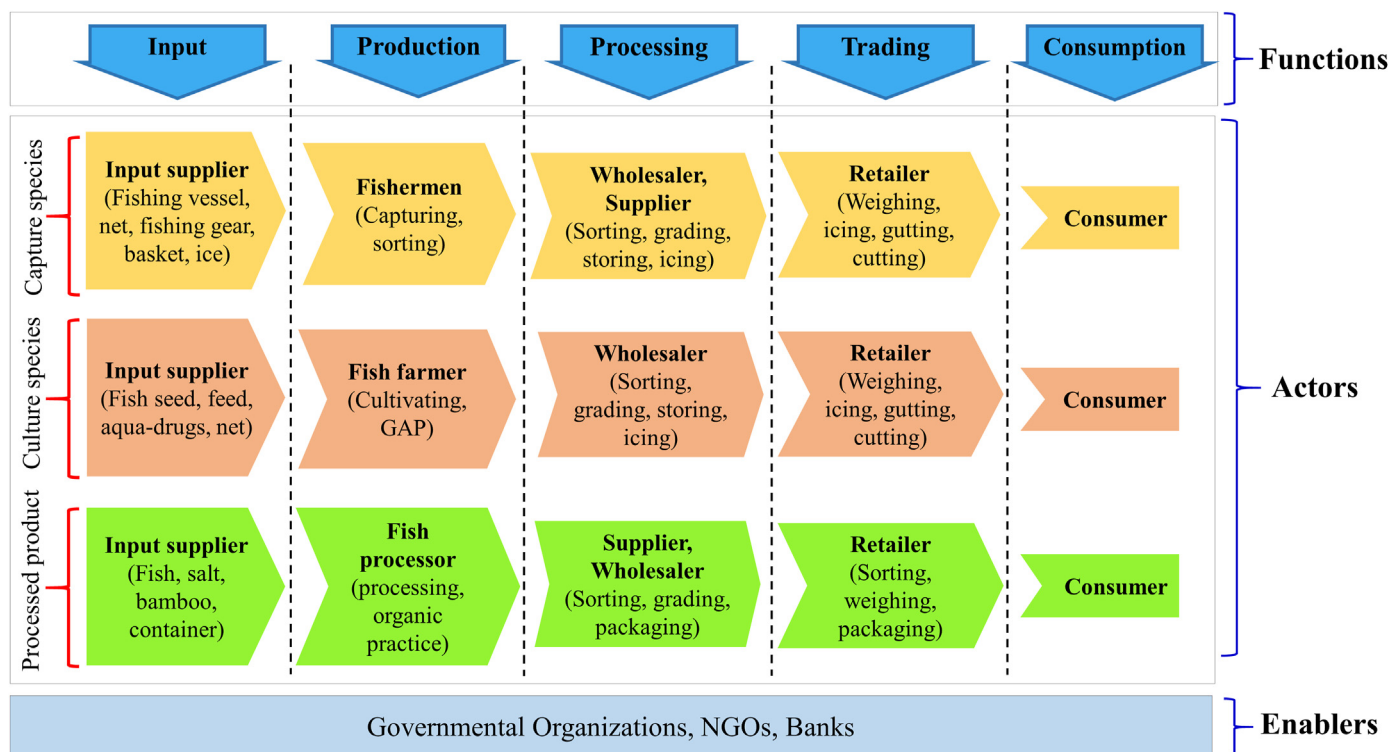 Input
Production
Processing
Trading
Consumption
Functions
Capture species
Input supplier
(Fishing vessel,
net, fishing gear,
basket, ice)
Fishermen
(Capturing,
sorting)
Wholesaler,
Supplier
(Sorting, grading,
storing, icing)
Retailer
(Weighing,
icing, gutting,
cutting)
Consumer
Culture species
Input supplier
(Fish seed, feed,
aqua-drugs, net)
Fish farmer
(Cultivating,
GAP)
Wholesaler
(Sorting,
grading, storing,
icing)
Retailer
(Weighing,
icing, gutting,
cutting)
Consumer
Actors
Processed product
Input supplier
(Fish, salt,
bamboo,
container)
Fish
processor
(processing,
organic
practice)
Supplier,
Wholesaler
(Sorting, grading,
packaging)
Retailer
(Sorting,
weighing,
packaging)
Consumer
Governmental Organizations, NGOs, Banks
Enablers